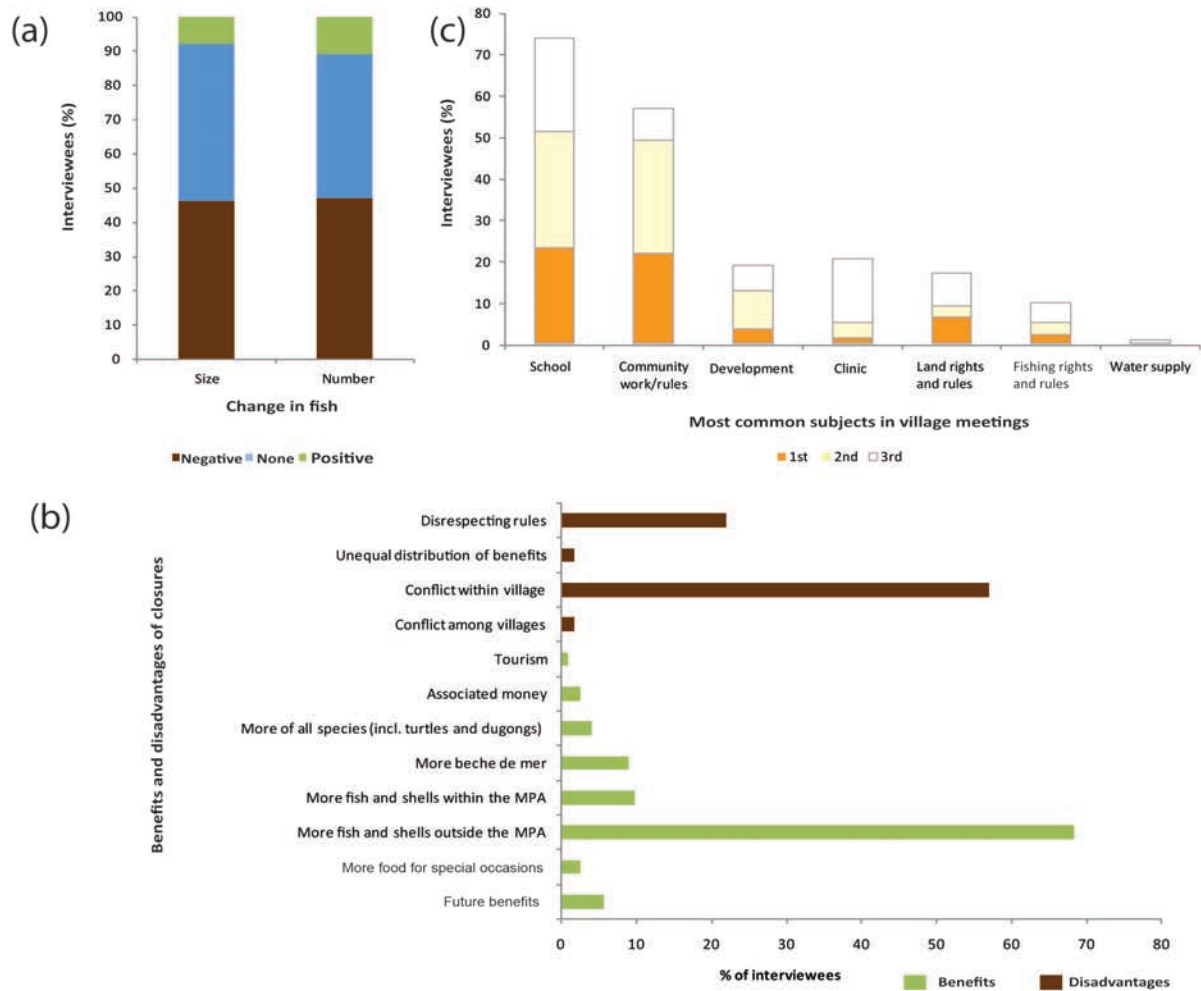 (a)
Interviewees (%)
100
90
80
70
60
50
40
30
20
10
0
Size
Number
Change in fish
Negative
None
Positive
(c)
Interviewees (%)
80
70
60
50
40
30
20
10
0
School
Community
work/rules
Development
Clinic
Land rights
and rules
Fishing rights
and rules
Water supply
Most common subjects in village meetings
1st
2nd
3rd
(b)
Benefits and disadvantages of closures
Disrespecting rules
Unequal distribution of benefits
Conflict within village
Conflict among villages
Tourism
Associated money
More of all species (incl. turtles and dugongs)
More beche de mer
More fish and shells within the MPA
More fish and shells outside the MPA
More food for special occasions
Future benefits
0 10 20 30 40 50 60 70 80
% of interviewees
Benefits
Disadvantages